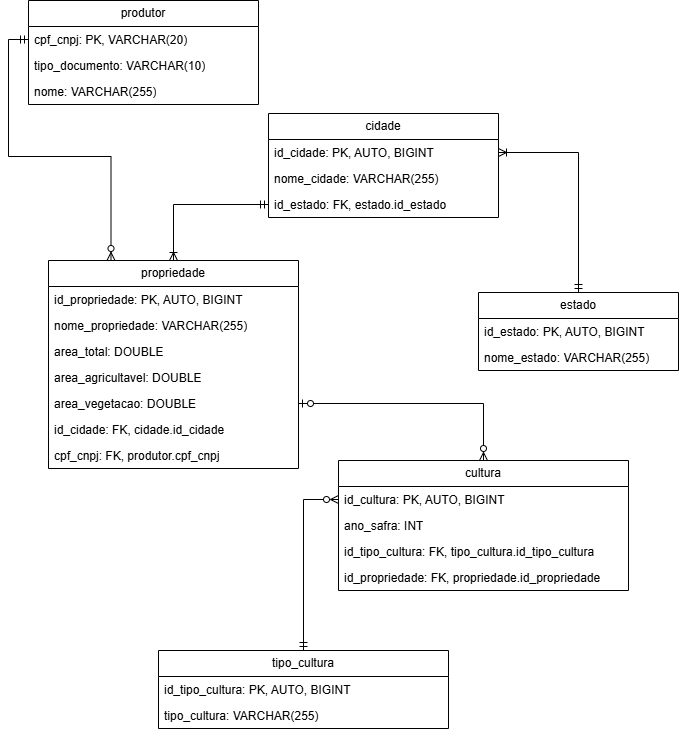 produtor
cpf_cnpj: PK, VARCHAR(20)
tipo_documento: VARCHAR(10)
nome: VARCHAR(255)
cidade
id_cidade: PK, AUTO, BIGINT
nome_cidade: VARCHAR(255)
id_estado: FK, estado.id_estado
propriedade
id_propriedade: PK, AUTO, BIGINT
nome_propriedade: VARCHAR(255)
area_total: DOUBLE
area_agricultavel: DOUBLE
area_vegetacao: DOUBLE
id_cidade: FK, cidade.id_cidade
cpf_cnpj: FK, produtor.cpf_cnpj
estado
id_estado: PK, AUTO, BIGINT
nome_estado: VARCHAR(255)
cultura
id_cultura: PK, AUTO, BIGINT
ano_safra: INT
id_tipo_cultura: FK, tipo_cultura.id_tipo_cultura
id_propriedade: FK, propriedade.id_propriedade
tipo_cultura
id_tipo_cultura: PK, AUTO, BIGINT
tipo_cultura: VARCHAR(255)